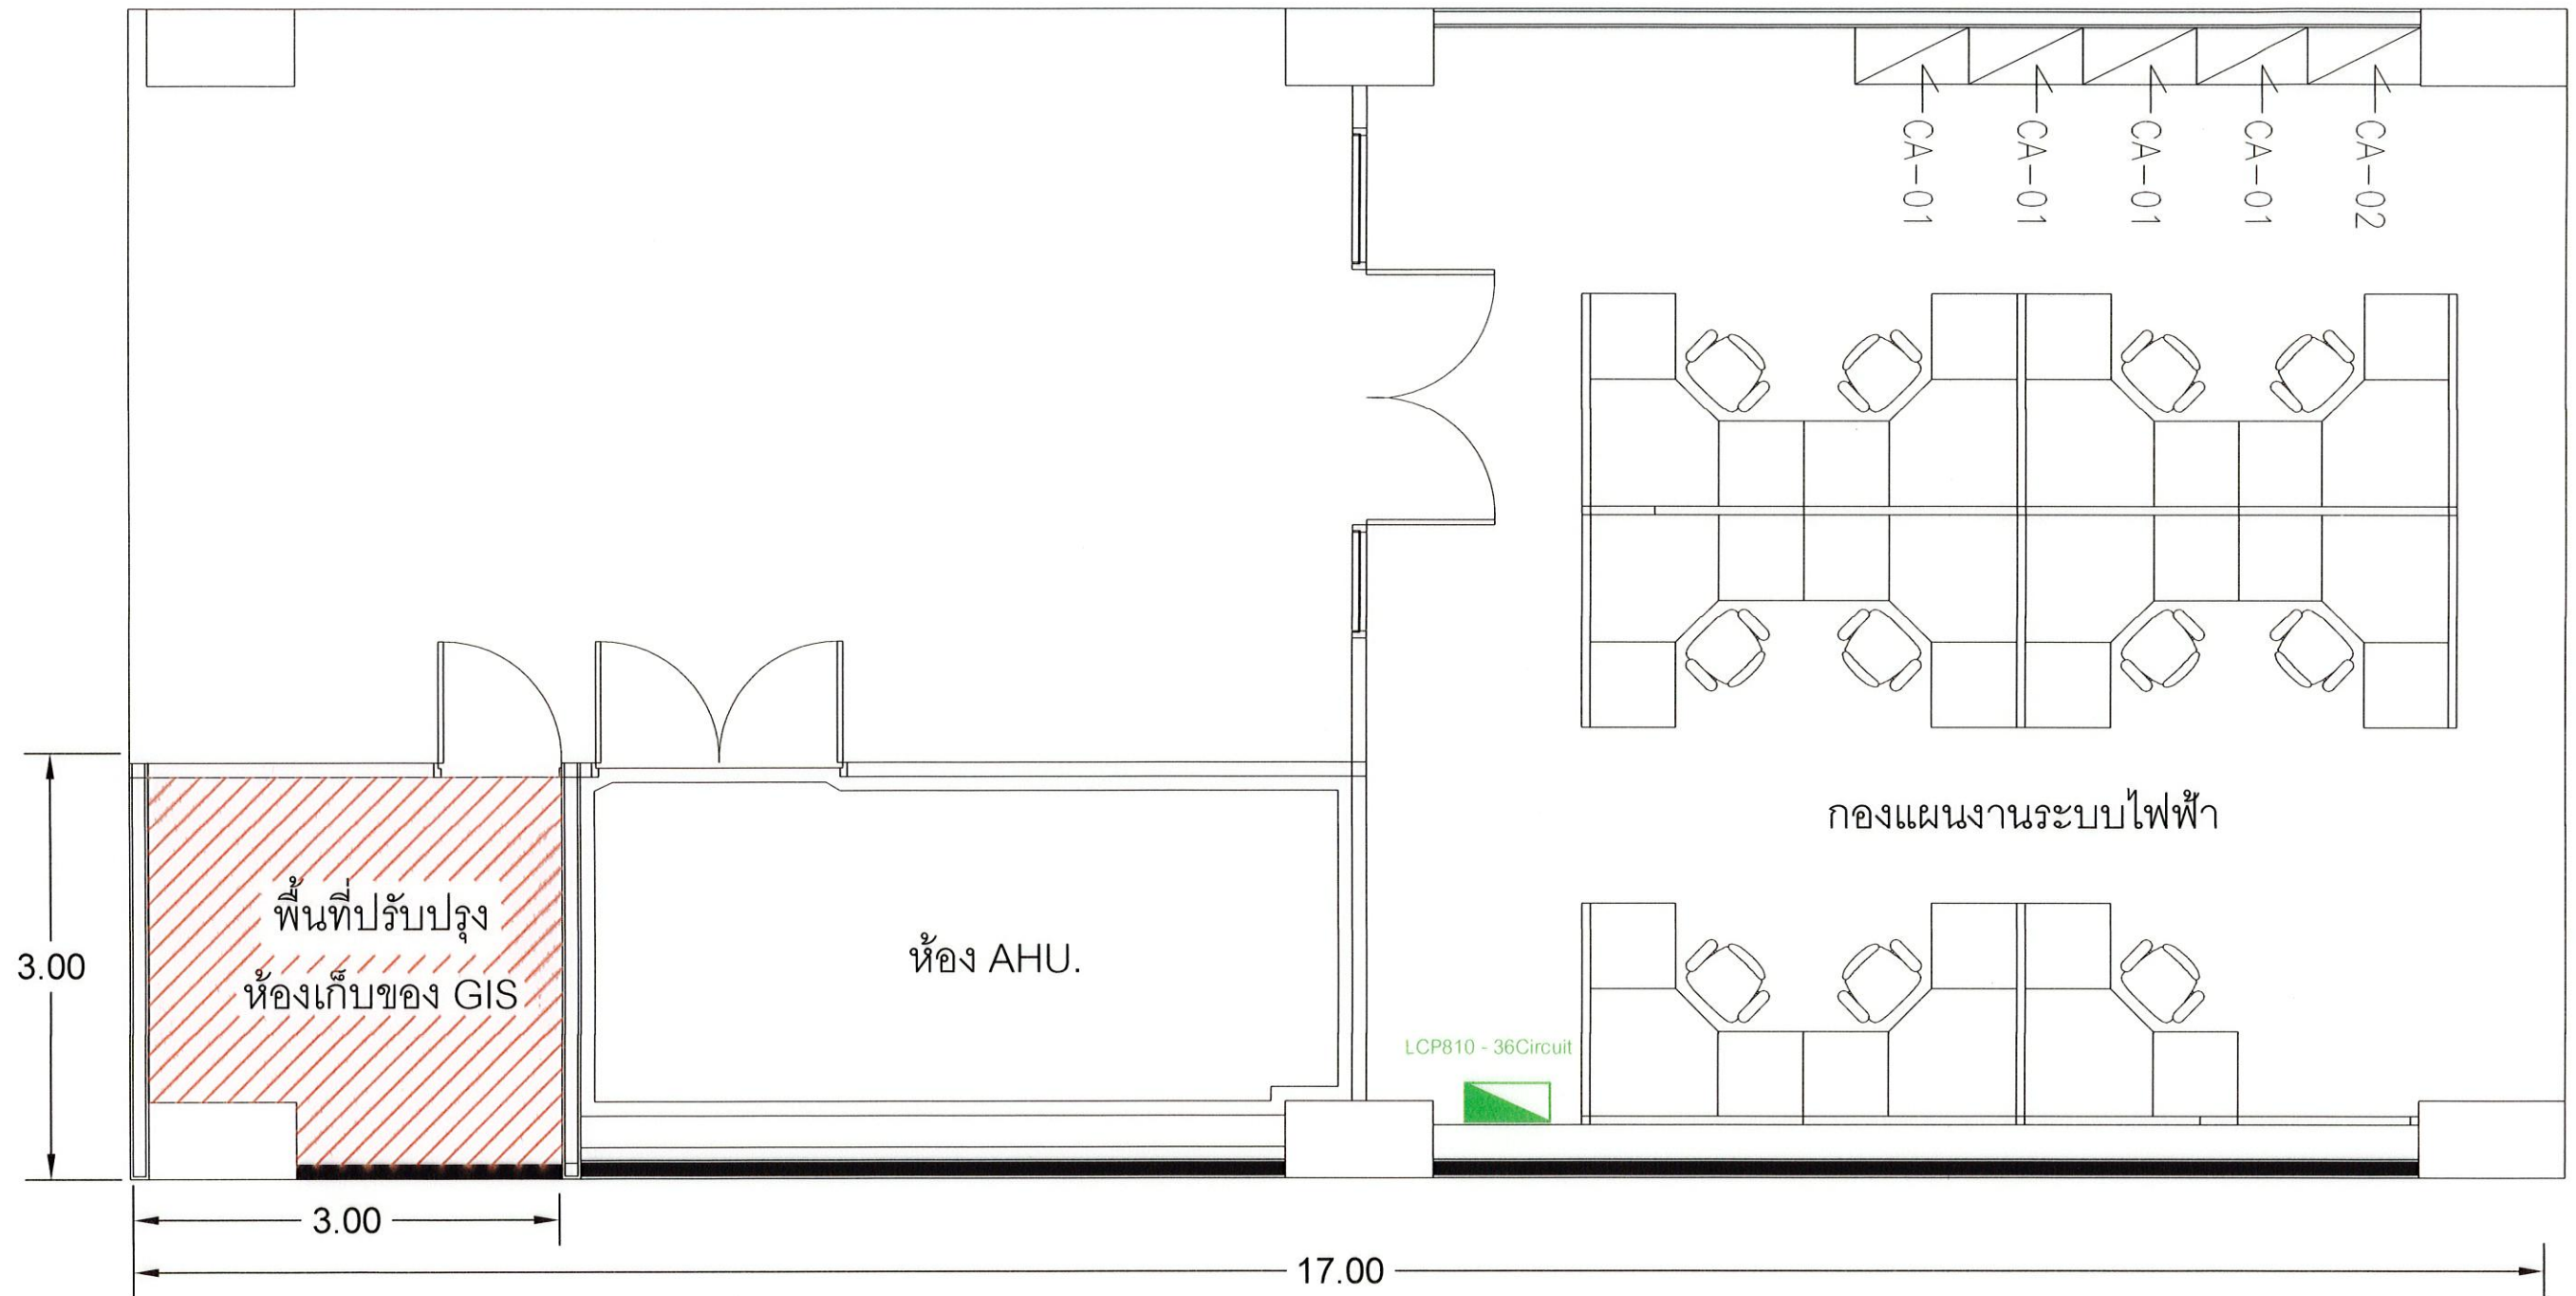 CA-01
CA-01
CA-01
CA-01
CA-02
กองแผนงานระบบไฟฟ้า
พื้นที่ปรับปรุง
ห้องเก็บของ GIS
ห้อง AHU.
3.00
LCP810 - 36Circuit
3.00
17.00